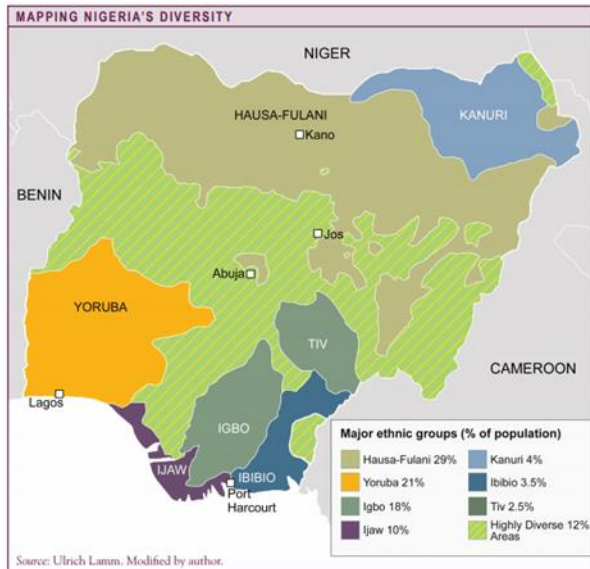 MAPPING NIGERIA'S DIVERSITY
NIGER
HAUSA-FULANI
KANURI
Kano
BENIN
Jos
Abuja
YORUBA
TIV
CAMEROON
Lagos
IGBO
IJAW
IBIBIO
Port
Harcourt
Major ethnic groups (% of population)
Hausa-Fulani 29%
Yoruba 21%
Igbo 18%
Ijaw 10%
Kanuri 4%
Ibibio 3.5%
Tiv 2.5%
Highly Diverse 12%
Areas
Source: Ulrich Lamm. Modified by author.